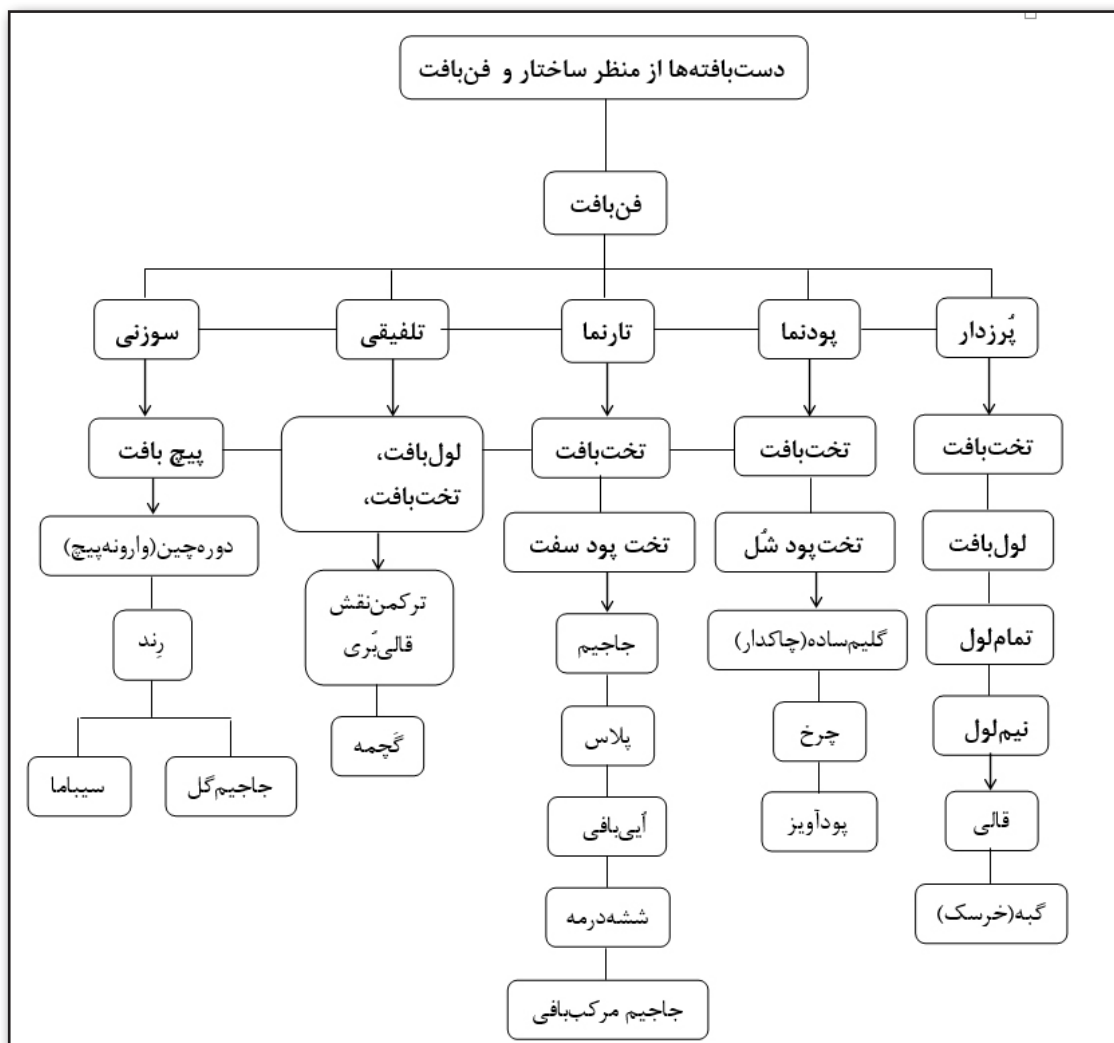 دست‌بافته‌ها از منظر ساختار و فن‌بافت
فن‌بافت
پُرزدار
پودنما
تارنما
تلفیقی
سوزنی
تخت‌بافت
تخت‌بافت
تخت‌بافت
لول‌بافت،
تخت‌بافت،
پیچ بافت
لول‌بافت
تخت‌پود شُل
تخت پود سفت
ترکمن‌نقش
قالی‌بُری
دوره‌چین(وارونه‌پیچ)
تمام‌لول
گلیم‌ساده(چاکدار)
جاجیم
گچمه
رِند
نیم‌لول
چرخ
پلاس
جاجیم‌گل
سیباما
قالی
پودآویز
اُیی‌بافی
گبه(خرسک)
ششه‌درمه
جاجیم مرکب‌بافی